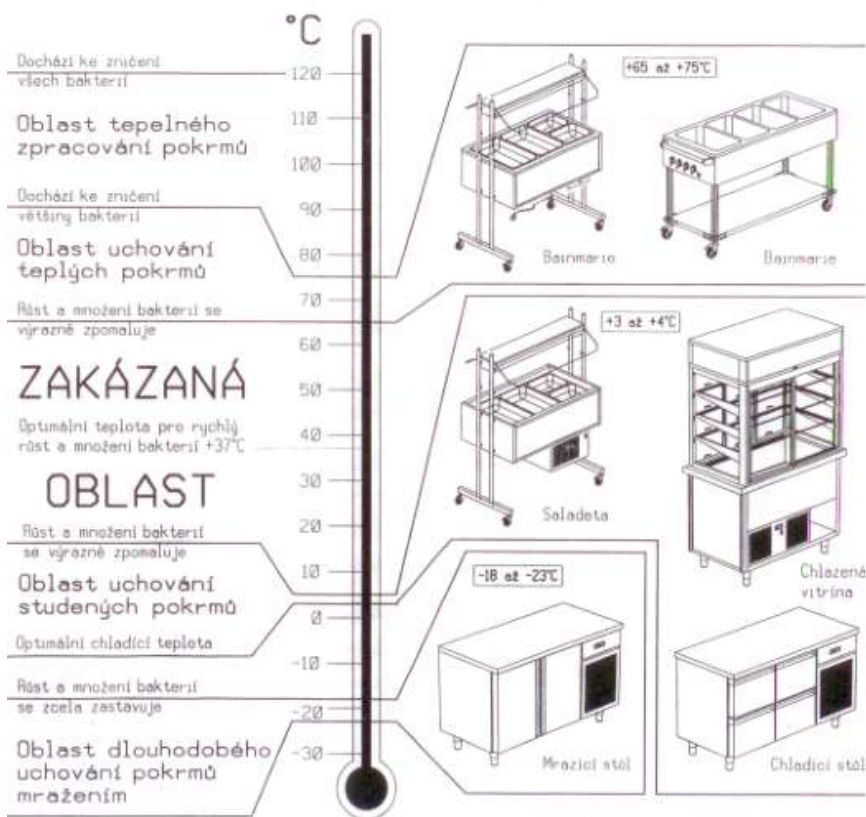 °C
Dochází ke zničení
všech bakterií
120
110
Oblast tepelného
zpracování pokrmů
100
Dochází ke zničení
většiny bakterií
90
Oblast uchování
teplých pokrmů
80
70
Růst a množení bakterií se
výrazně zpomaluje
60
ZAKÁZANÁ
50
Optimální teplota pro rychlý
růst a množení bakterií +37°C
40
30
OBLAST
20
Růst a množení bakterií
se výrazně zpomaluje
10
Oblast uchování
studených pokrmů
0
Optimální chladící teplota
-10
Růst a množení bakterií
se zcela zastavuje
-20
Oblast dlouhodobého
uchování pokrmů
mražením
-30
+65 až +75°C
Bainmarie
Bainmarie
+3 až +4°C
Saladeta
Chlazená
vitrína
-18 až -23°C
Mrazící stůl
Chladící stůl